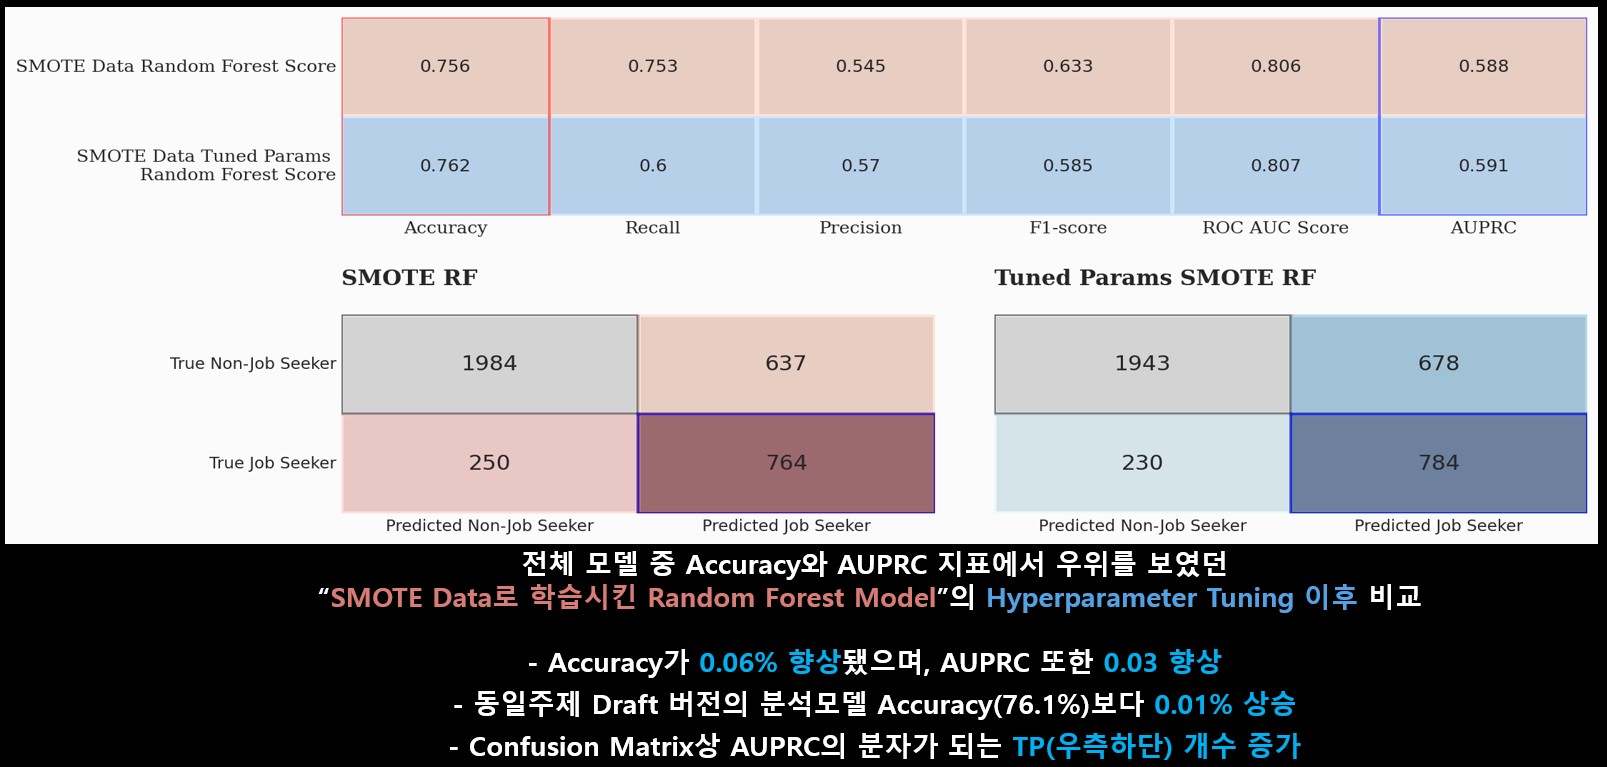 SMOTE Data Random Forest Score 0.756 0.753 0.545 0.633 0.806 0.588
SMOTE Data Tuned Params
Random Forest Score 0.762 0.6 0.57 0.585 0.807 0.591
Accuracy Recall Precision F1-score ROC AUC Score AUPRC
SMOTE RF
True Non-Job Seeker 1984 637
True Job Seeker 250 764
Predicted Non-Job Seeker Predicted Job Seeker
Tuned Params SMOTE RF
1943 678
230 784
Predicted Non-Job Seeker Predicted Job Seeker
전체 모델 중 Accuracy와 AUPRC 지표에서 우위를 보였던
“SMOTE Data로 학습시킨 Random Forest Model”의 Hyperparameter Tuning 이후 비교
- Accuracy가 0.06% 향상됐으며, AUPRC 또한 0.03 향상
- 동일주제 Draft 버전의 분석모델 Accuracy(76.1%)보다 0.01% 상승
- Confusion Matrix상 AUPRC의 분자가 되는 TP(우측하단) 개수 증가